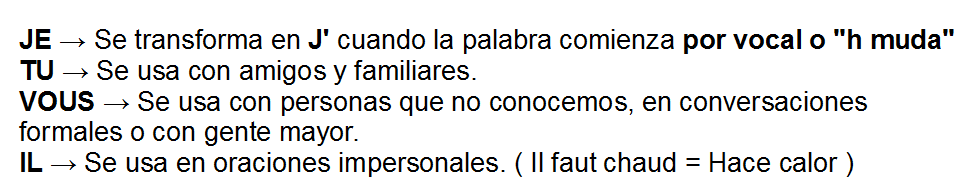 JE → Se transforma en J' cuando la palabra comienza por vocal o "h muda"
TU → Se usa con amigos y familiares.
VOUS → Se usa con personas que no conocemos, en conversaciones
formales o con gente mayor.
IL → Se usa en oraciones impersonales. ( Il faut chaud = Hace calor )